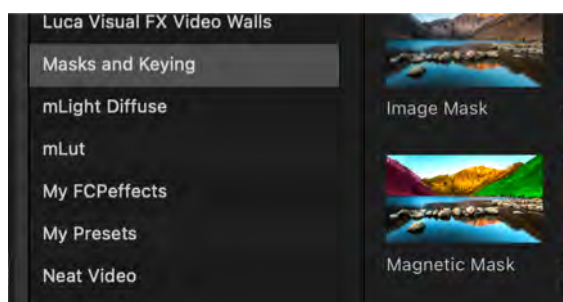 Luca Visual FX Video Walls
Masks and Keying
mLight Diffuse
mLut
My FCPeffects
My Presets
Neat Video
Image Mask
Magnetic Mask